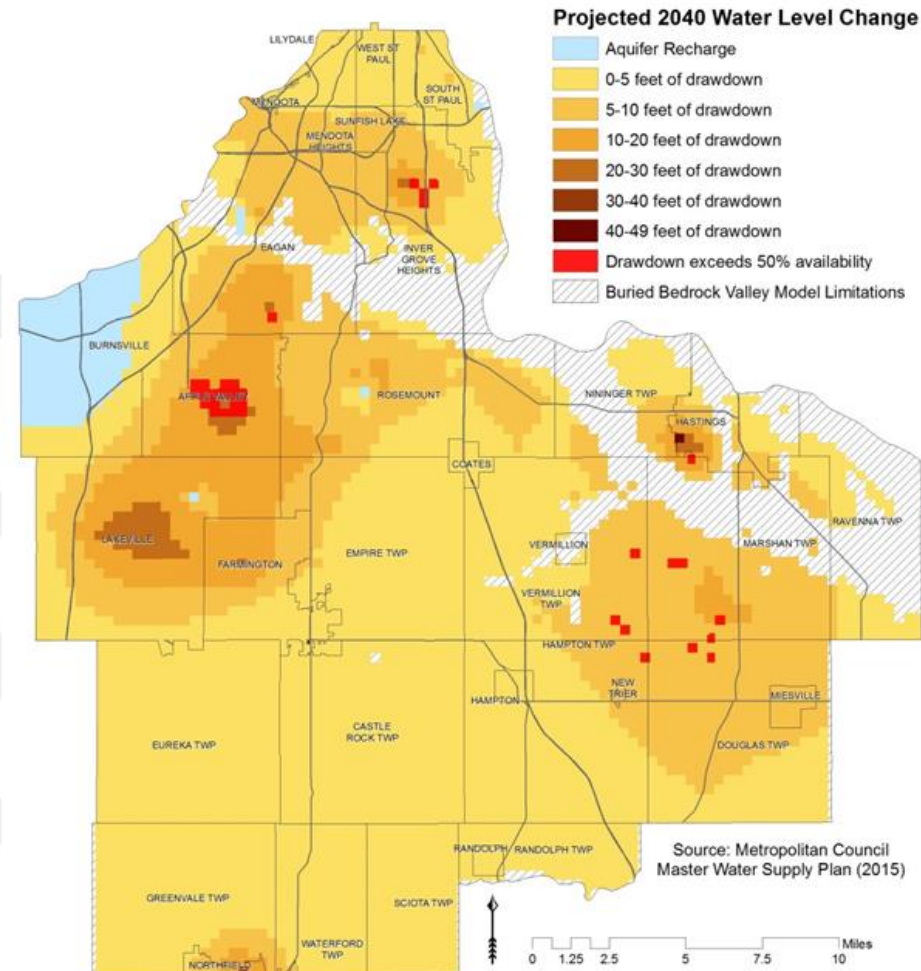 Projected 2040 Water Level Change
Aquifer Recharge
0-5 feet of drawdown
5-10 feet of drawdown
10-20 feet of drawdown
20-30 feet of drawdown
30-40 feet of drawdown
40-49 feet of drawdown
Drawdown exceeds 50% availability
Buried Bedrock Valley Model Limitations
LILYDALE
WEST ST
PAUL
SOUTH
ST PAUL
MENDOTA
SUNFISH LAKE
MENDOTA
HEIGHTS
EAGAN
INVER
GROVE
HEIGHTS
BURNSVILLE
APPLE VALLEY
ROSEMOUNT
NININGER TWP
HASTINGS
COATES
RAVENNA TWP
LAKEVILLE
FARMINGTON
EMPIRE TWP
VERMILLION
MARSHAN TWP
VERMILLION
TWP
HAMPTON TWP
NEW
TRIER
HAMPTON
MIESVILLE
EUREKA TWP
CASTLE
ROCK TWP
DOUGLAS TWP
RANDOLPH
RANDOLPH TWP
Source: Metropolitan Council
Master Water Supply Plan (2015)
GREENVALE TWP
SCIOTA TWP
WATERFORD
TWP
NORTHFIELD
Miles
0 1.25 2.5 5 7.5 10